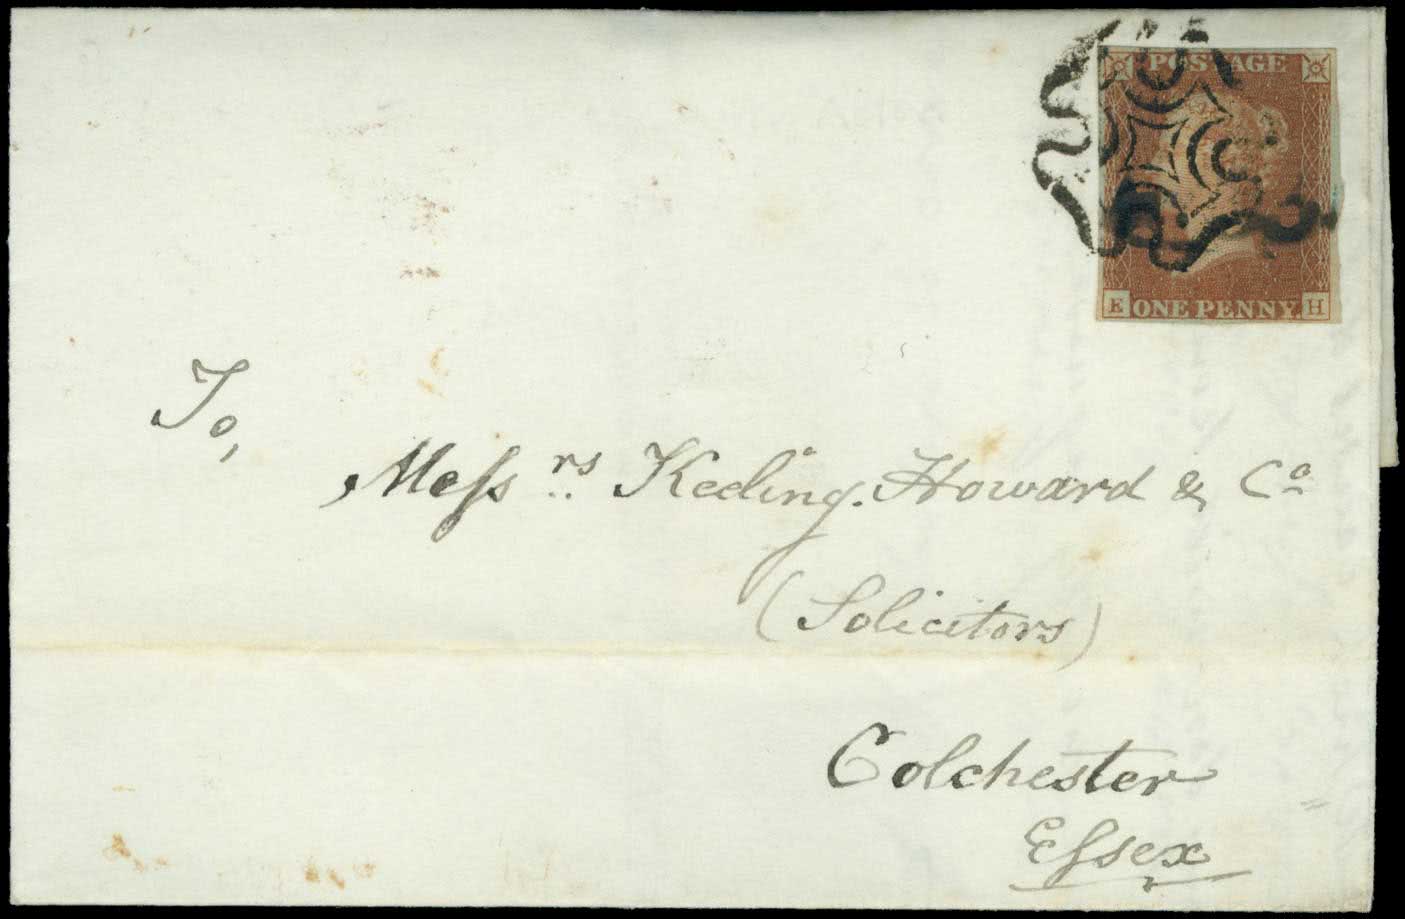 POSTAGE
E ONE PENNY. H
To,
Messrs Keeling. Howard & Co
(Solicitors)
Colchester
Essex